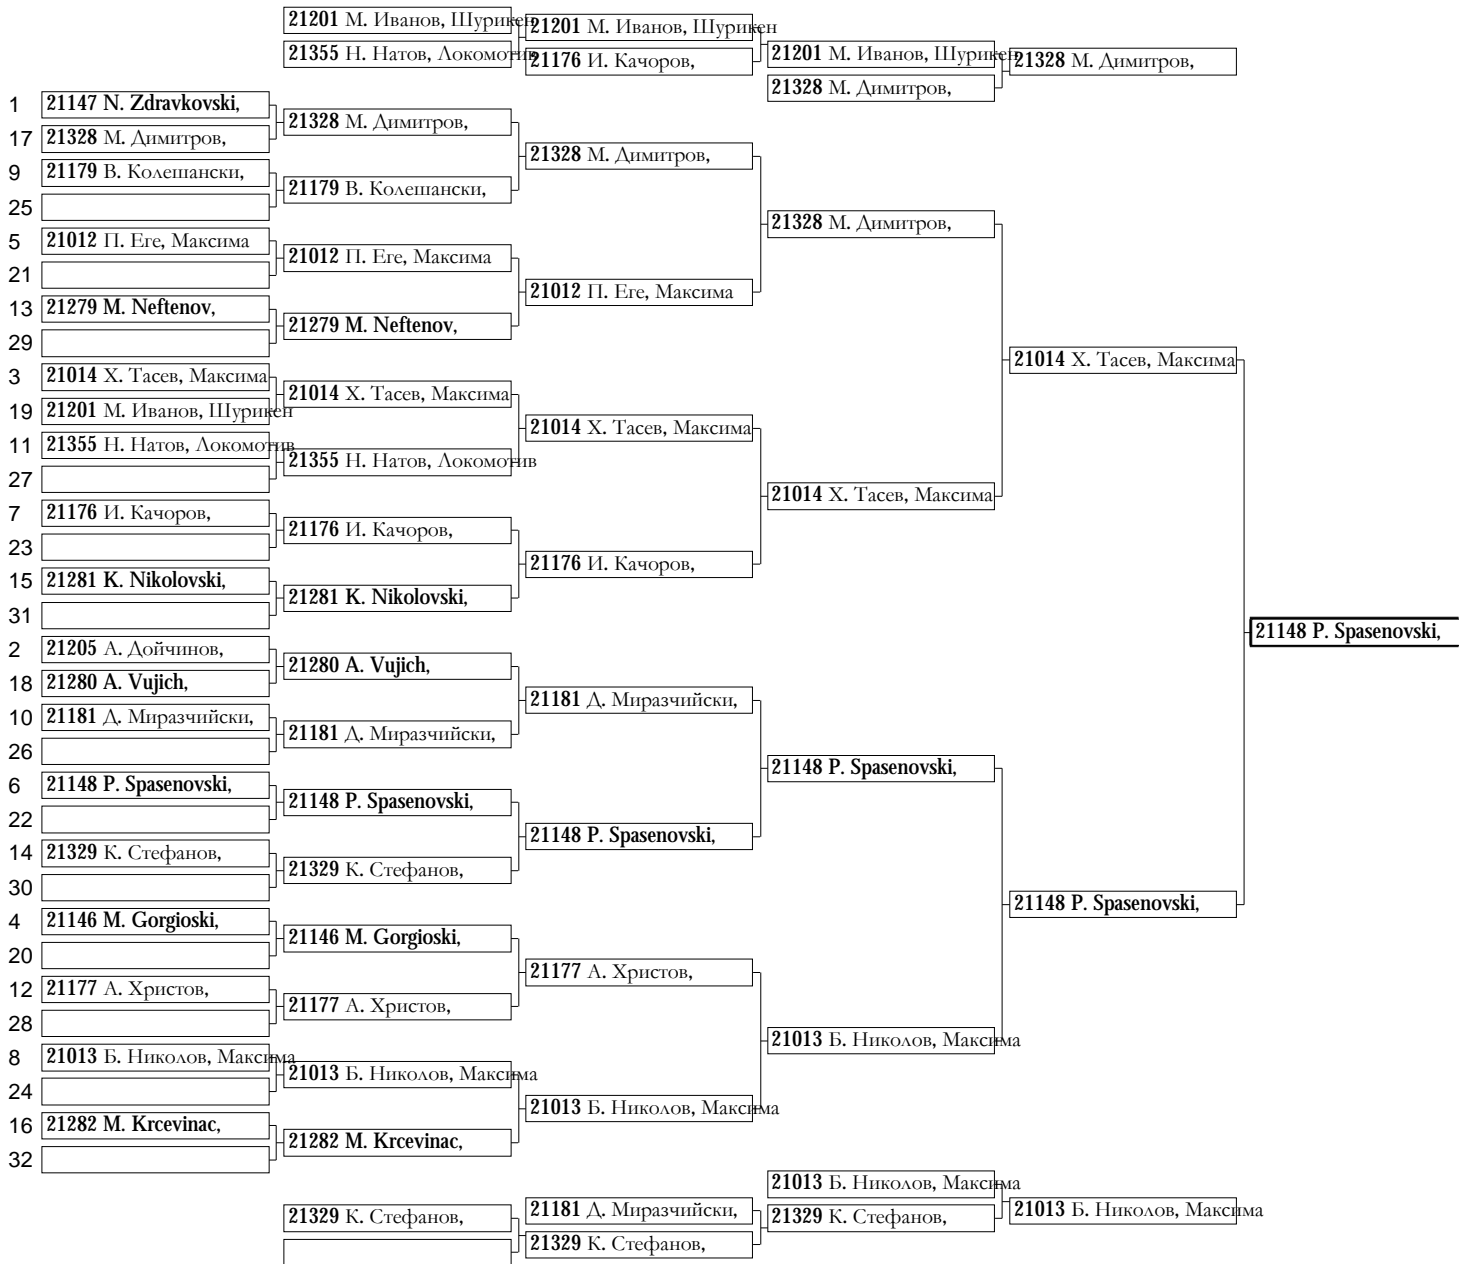 21201 М. Иванов, Шурикен
21355 Н. Натов, Локомотив
21201 М. Иванов, Шурикен
21176 И. Качоров,
21201 М. Иванов, Шурикен
21328 М. Димитров,
21328 М. Димитров,
1 21147 N. Zdravkovski,
17 21328 М. Димитров,
9 21179 В. Колешански,
25
5 21012 П. Еге, Максима
21
13 21279 M. Neftenov,
29
3 21014 Х. Тасев, Максима
19 21201 М. Иванов, Шурикен
11 21355 Н. Натов, Локомотив
27
7 21176 И. Качоров,
23
15 21281 K. Nikolovski,
31
2 21205 А. Дойчинов,
18 21280 A. Vujich,
10 21181 Д. Миразчийски,
26
6 21148 P. Spasenovski,
22
14 21329 К. Стефанов,
30
4 21146 M. Gorgioski,
20
12 21177 А. Христов,
28
8 21013 Б. Николов, Максима
24
16 21282 M. Krcevinac,
32
21328 М. Димитров,
21179 В. Колешански,
21012 П. Еге, Максима
21279 M. Neftenov,
21014 Х. Тасев, Максима
21355 Н. Натов, Локомотив
21176 И. Качоров,
21281 K. Nikolovski,
21280 A. Vujich,
21181 Д. Миразчийски,
21148 P. Spasenovski,
21329 К. Стефанов,
21146 M. Gorgioski,
21177 А. Христов,
21013 Б. Николов, Максима
21282 M. Krcevinac,
21328 М. Димитров,
21012 П. Еге, Максима
21014 Х. Тасев, Максима
21176 И. Качоров,
21181 Д. Миразчийски,
21148 P. Spasenovski,
21177 А. Христов,
21013 Б. Николов, Максима
21328 М. Димитров,
21014 Х. Тасев, Максима
21148 P. Spasenovski,
21013 Б. Николов, Максима
21014 Х. Тасев, Максима
21148 P. Spasenovski,
21148 P. Spasenovski,
21329 К. Стефанов,
21181 Д. Миразчийски,
21329 К. Стефанов,
21013 Б. Николов, Максима
21329 К. Стефанов,
21013 Б. Николов, Максима